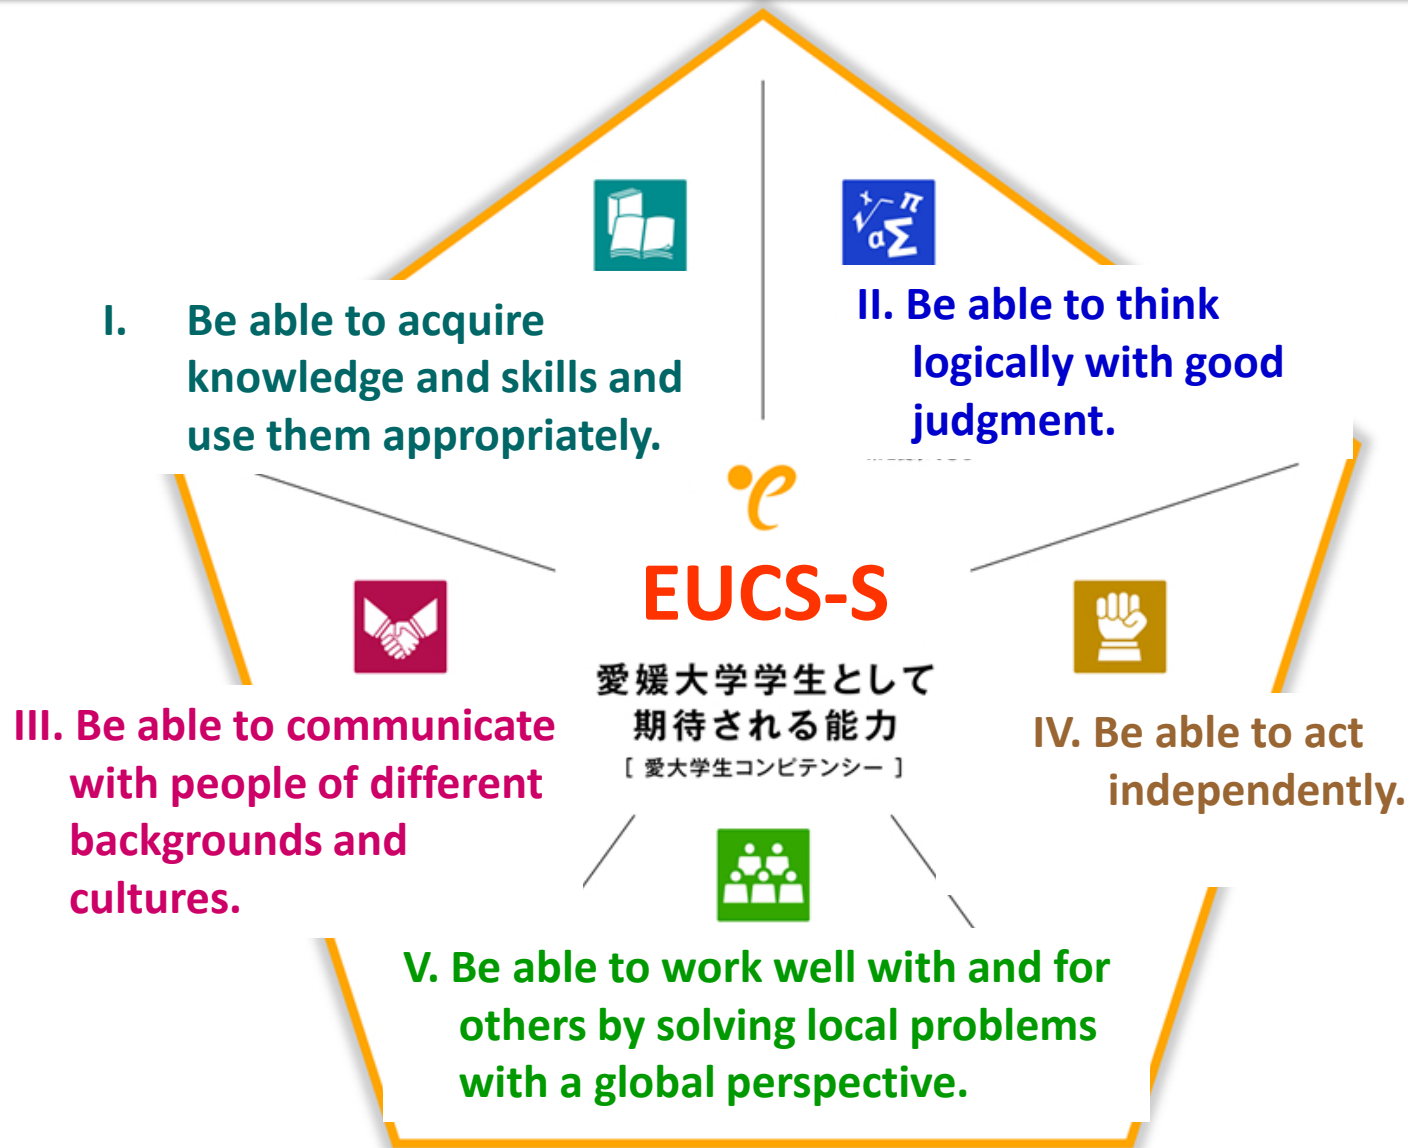 I. Be able to acquire
knowledge and skills and
use them appropriately.
II. Be able to think
logically with good
judgment.
EUCS-S
愛媛大学学生として
期待される能力
[ 愛大学生コンピテンシー ]
III. Be able to communicate
with people of different
backgrounds and
cultures.
IV. Be able to act
independently.
V. Be able to work well with and for
others by solving local problems
with a global perspective.